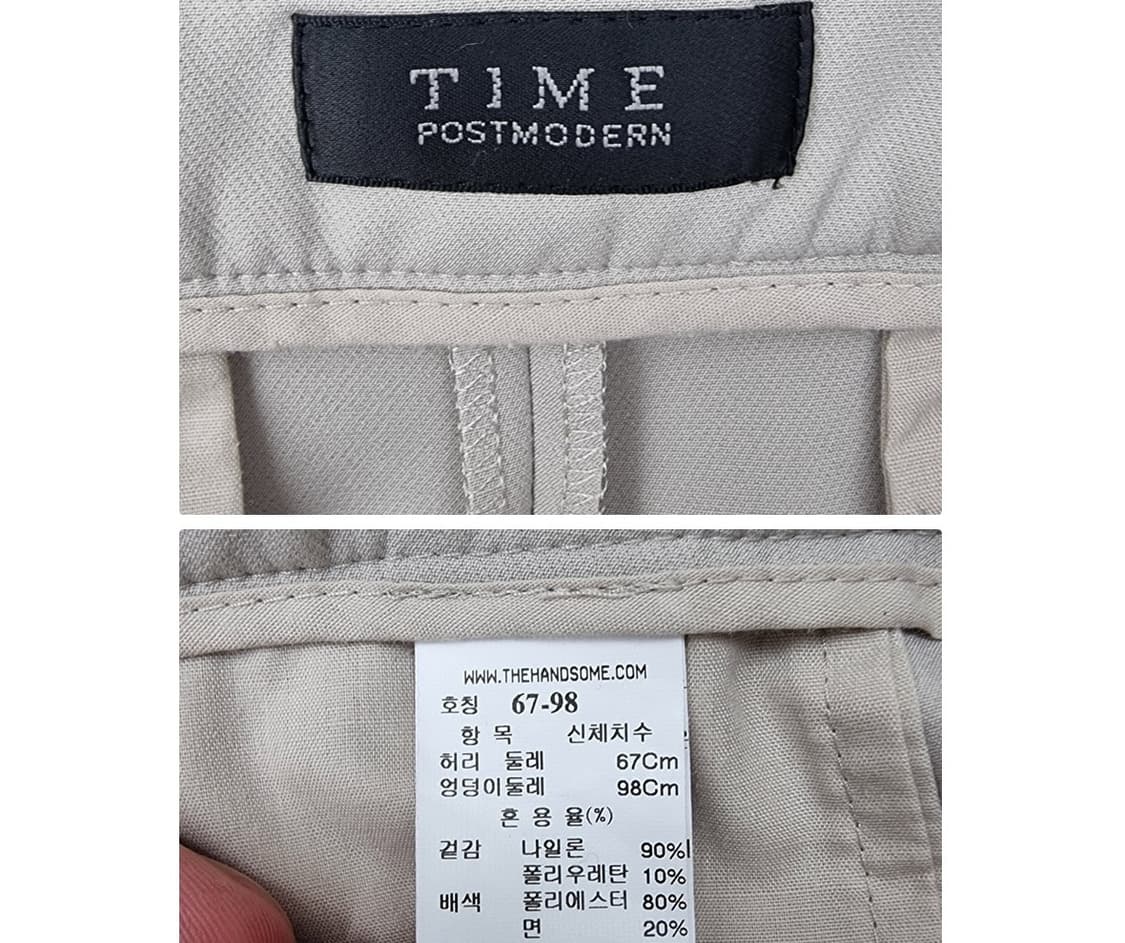 TIME
POSTMODERN
WWW.THEHANDSOME.COM
호칭 67-98
항 목 신체치수
허리 둘레 67Cm
엉덩이둘레 98Cm
혼 용 율(%)
겉감 나일론 90%
폴리우레탄 10%
배색 폴리에스터 80%
면 20%